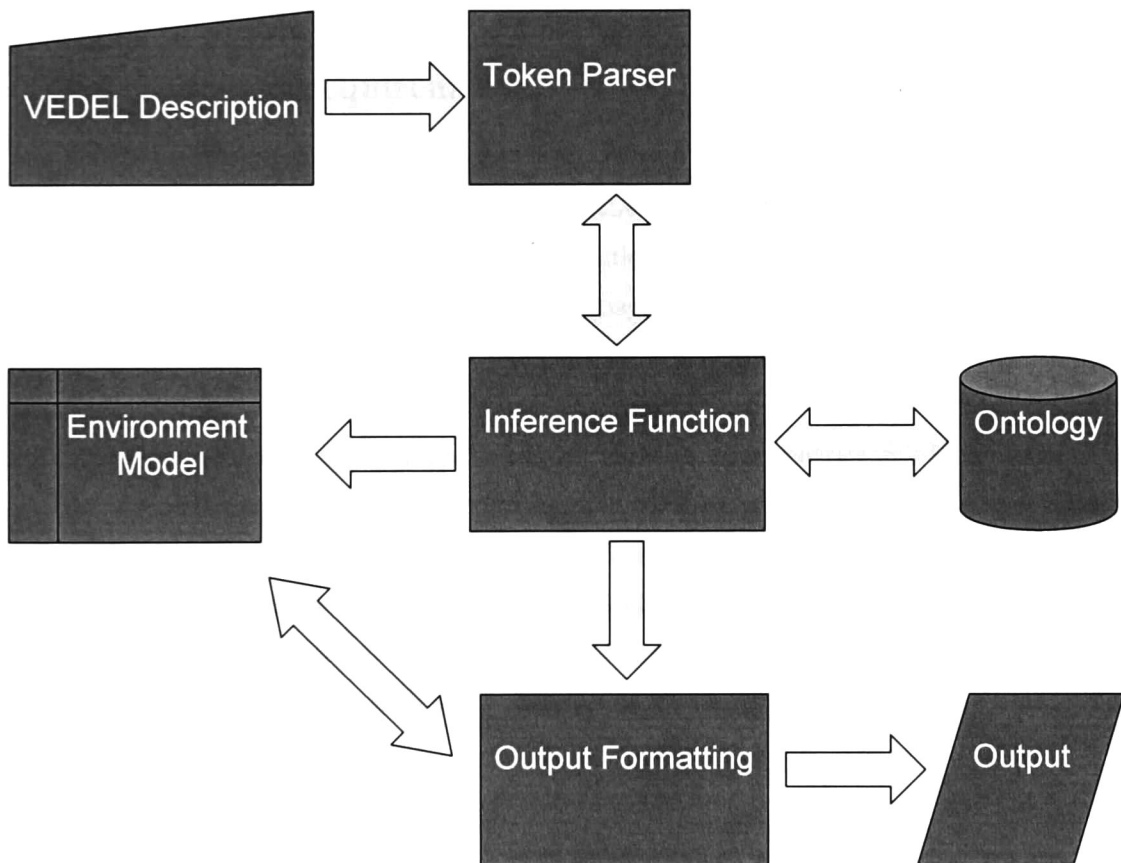 VEDEL Description
Token Parser
Environment
Model
Inference Function
Ontology
Output Formatting
Output